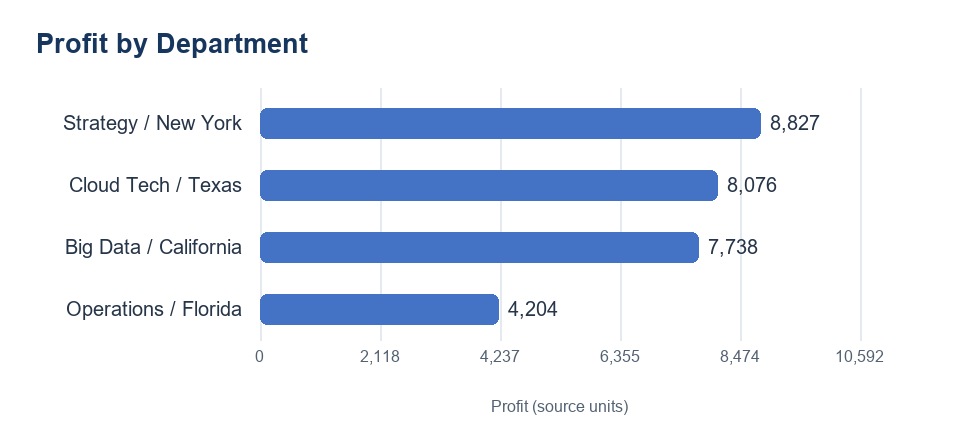 Profit by Department
Strategy / New York 8,827
Cloud Tech / Texas 8,076
Big Data / California 7,738
Operations / Florida 4,204
0 2,118 4,237 6,355 8,474 10,592
Profit (source units)